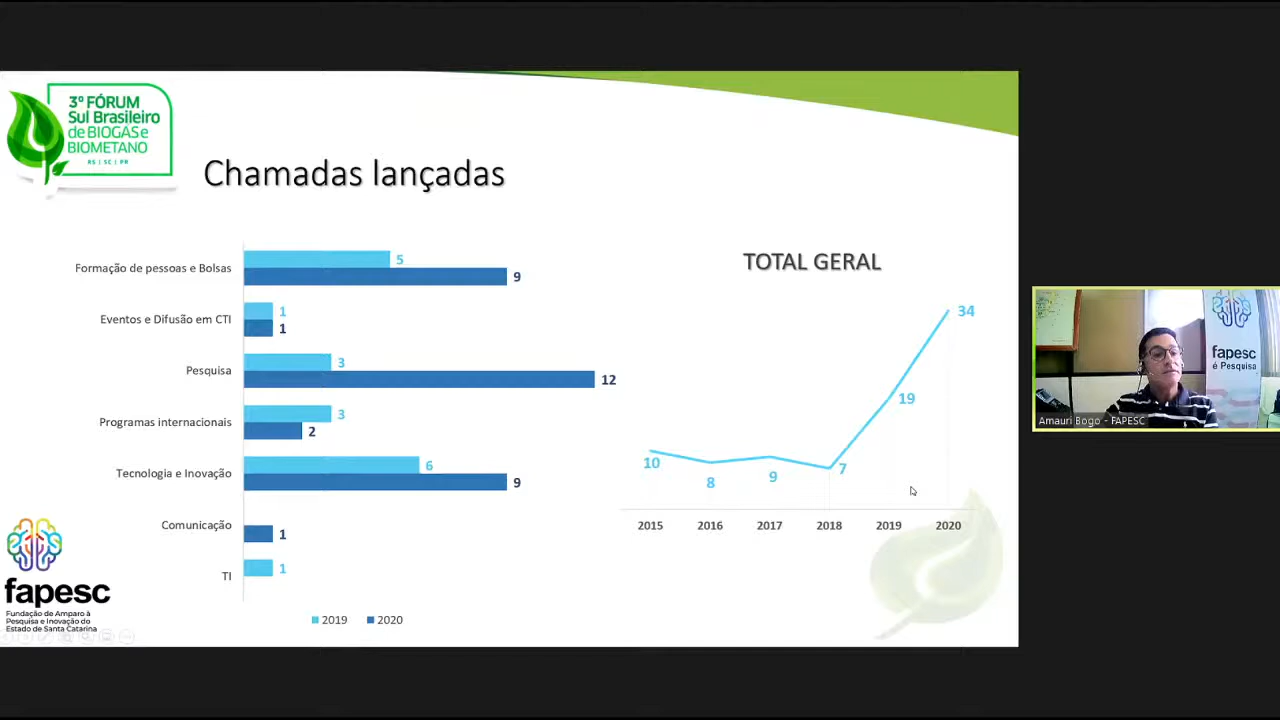 3º FÓRUM
Sul Brasileiro
de BIOGAS e
BIOMETANO
RS | SC | PR
Chamadas lançadas
Formação de pessoas e Bolsas
5
9
Eventos e Difusão em CTI
1
1
Pesquisa
3
12
Programas internacionais
3
2
Tecnologia e Inovação
6
9
Comunicação
1
TI
1
2019
2020
TOTAL GERAL
10
8
9
7
19
34
2015
2016
2017
2018
2019
2020
fapesc
Fundação de Amparo à
Pesquisa e Inovação do
Estado de Santa Catarina
fapesc
é Pesquisa
Amauri Bogo - FAPESC